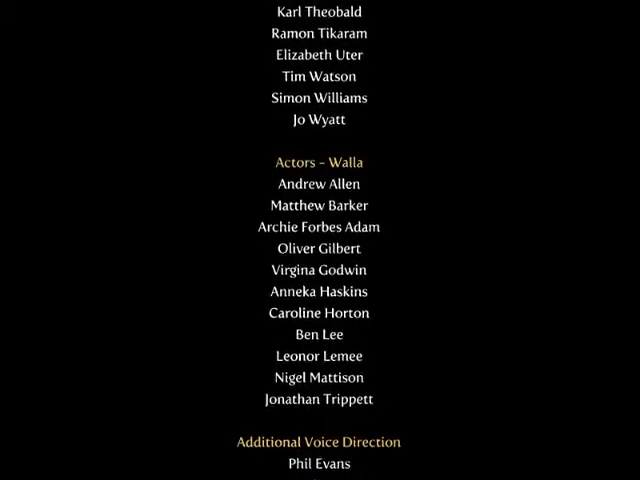 Karl Theobald
Ramon Tikaram
Elizabeth Uter
Tim Watson
Simon Williams
Jo Wyatt
Actors - Walla
Andrew Allen
Matthew Barker
Archie Forbes Adam
Oliver Gilbert
Virgina Godwin
Anneka Haskins
Caroline Horton
Ben Lee
Leonor Lemee
Nigel Mattison
Jonathan Trippett
Additional Voice Direction
Phil Evans